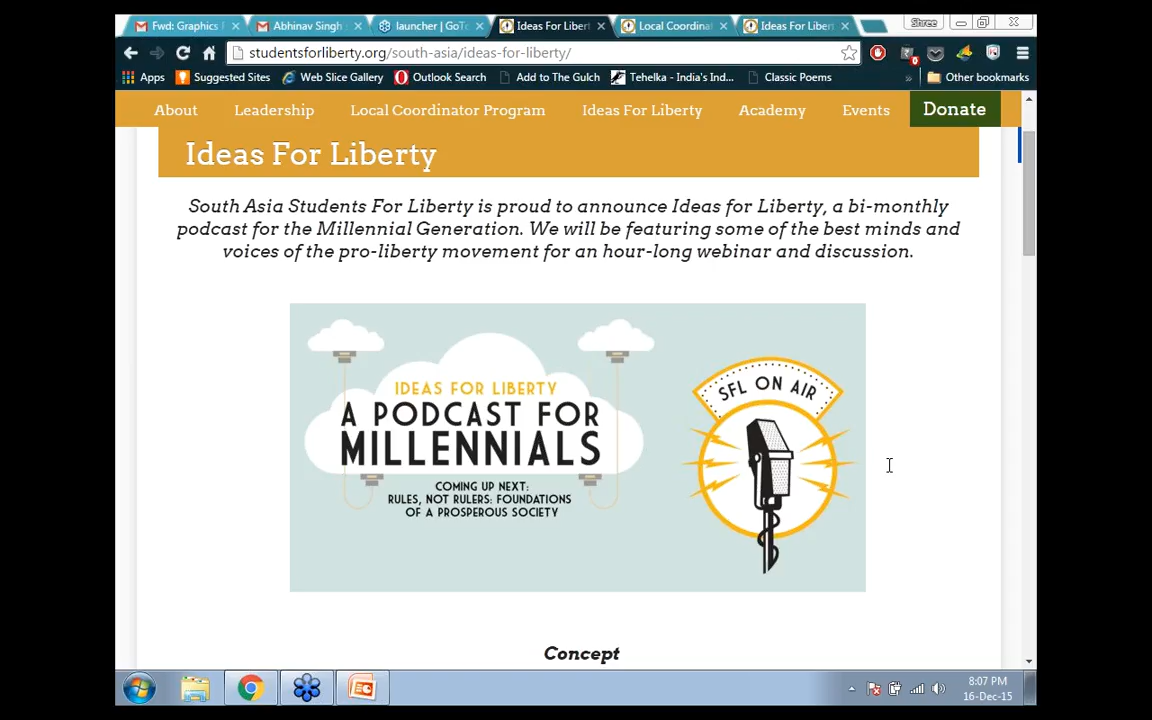 Fwd: Graphics
Abhinav Singh
launcher | GoTo
Ideas For Libert
Local Coordinat
Ideas For Libert
Shree
studentsforliberty.org/south-asia/ideas-for-liberty/
Apps Suggested Sites Web Slice Gallery Outlook Search Add to The Gulch Tehelka - India's Ind... Classic Poems » Other bookmarks
About Leadership Local Coordinator Program Ideas For Liberty Academy Events Donate
Ideas For Liberty
South Asia Students For Liberty is proud to announce Ideas for Liberty, a bi-monthly
podcast for the Millennial Generation. We will be featuring some of the best minds and
voices of the pro-liberty movement for an hour-long webinar and discussion.
IDEAS FOR LIBERTY
A PODCAST FOR
MILLENNIALS
COMING UP NEXT:
RULES, NOT RULERS: FOUNDATIONS
OF A PROSPEROUS SOCIETY
SFL ON AIR
Concept
8:07 PM
16-Dec-15